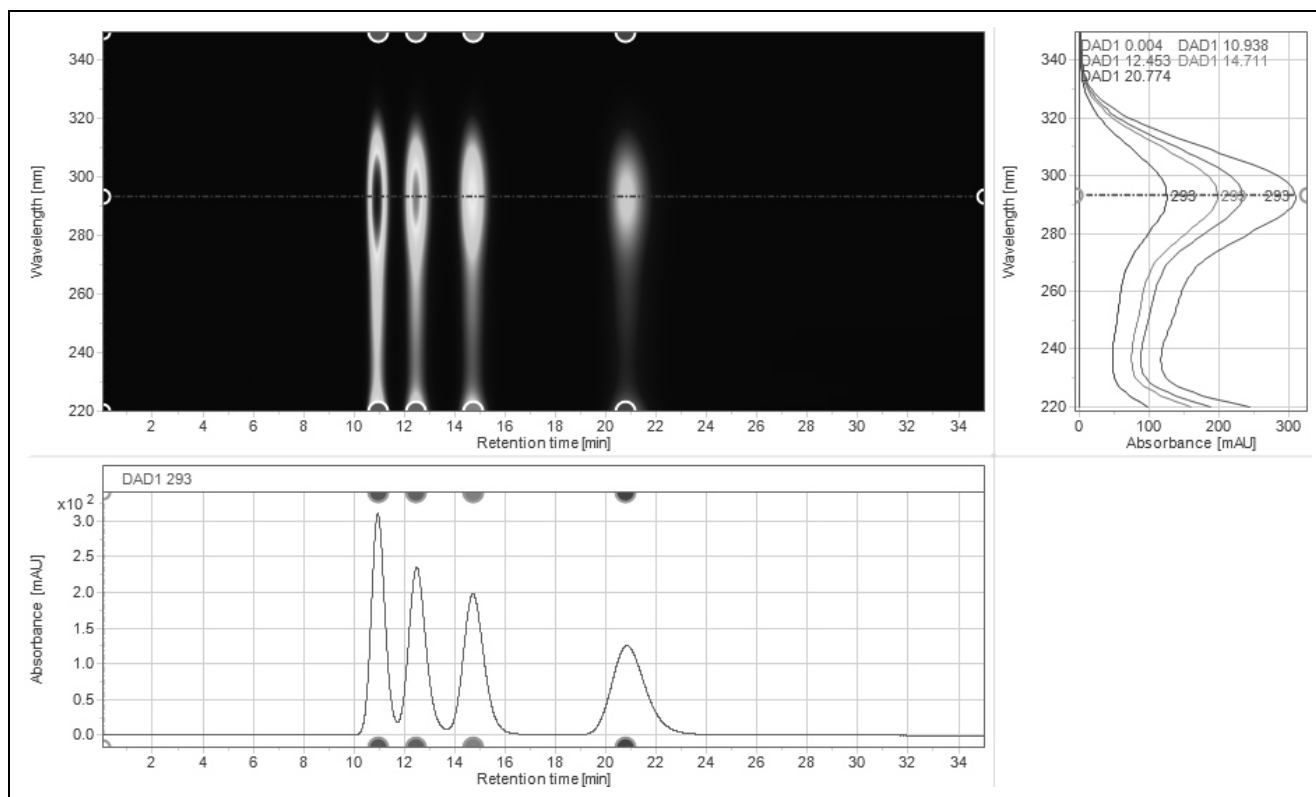 340
320
300
280
260
240
220
Wavelength [nm]
2 4 6 8 10 12 14 16 18 20 22 24 26 28 30 32 34
Retention time [min]
DAD1 0.004 DAD1 10.938
DAD1 12.453 DAD1 14.711
DAD1 20.774
340
320
300
280
260
240
220
Wavelength [nm]
293 293 293
0 100 200 300
Absorbance [mAU]
DAD1 293
x10 2
3.0
2.5
2.0
1.5
1.0
0.5
0.0
Absorbance [mAU]
2 4 6 8 10 12 14 16 18 20 22 24 26 28 30 32 34
Retention time [min]